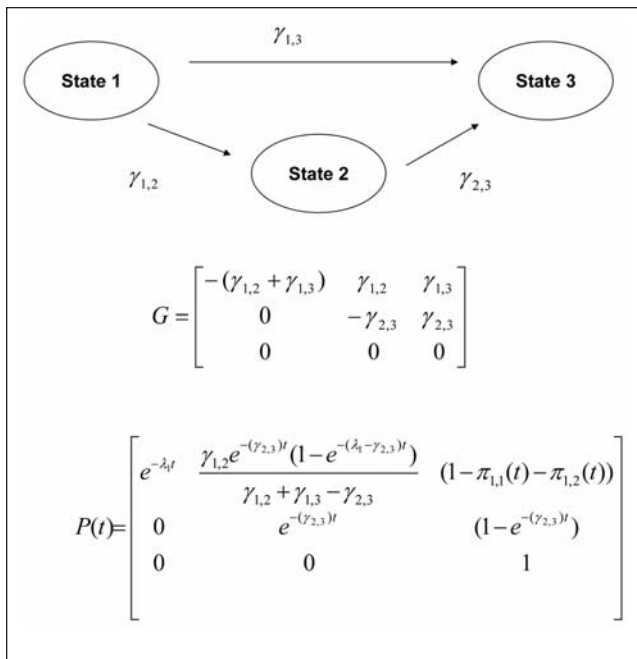 γ₁,₃
State 1
State 3
State 2
γ₁,₂
γ₂,₃
G = [ −(γ₁,₂ + γ₁,₃) γ₁,₂ γ₁,₃
0 −γ₂,₃ γ₂,₃
0 0 0 ]
P(t)= [ e^{−λ₁t} \frac{γ₁,₂e^{−(γ₂,₃)t}(1−e^{−(λ₁−γ₂,₃)t})}{γ₁,₂ + γ₁,₃ − γ₂,₃} (1−π₁,₁(t)−π₁,₂(t))
0 e^{−(γ₂,₃)t} (1−e^{−(γ₂,₃)t})
0 0 1 ]